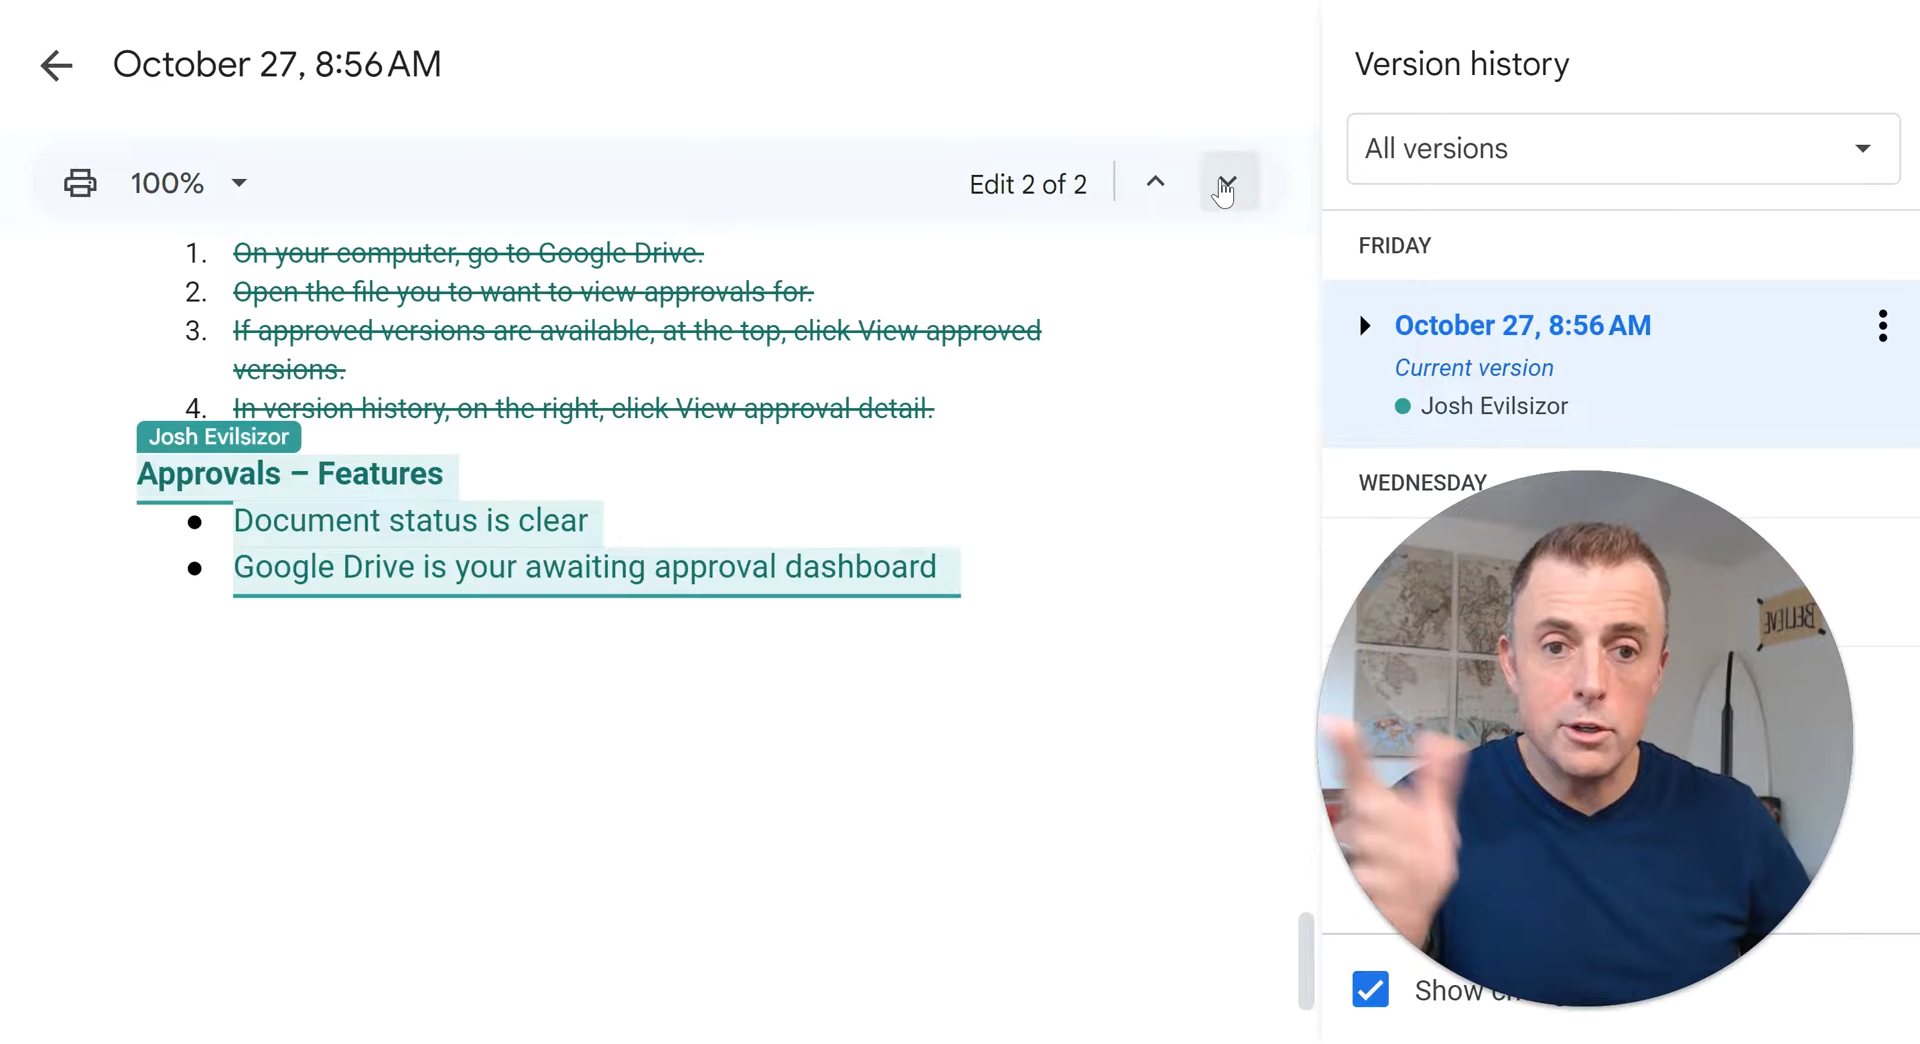 October 27, 8:56 AM
Version history
All versions
100%
Edit 2 of 2
FRIDAY
1. On your computer, go to Google Drive.
2. Open the file you to want to view approvals for.
3. If approved versions are available, at the top, click View approved
versions.
4. In version history, on the right, click View approval detail.
Josh Evilsizor
Approvals – Features
• Document status is clear
• Google Drive is your awaiting approval dashboard
October 27, 8:56 AM
Current version
Josh Evilsizor
WEDNESDAY
BELIEVE
Show